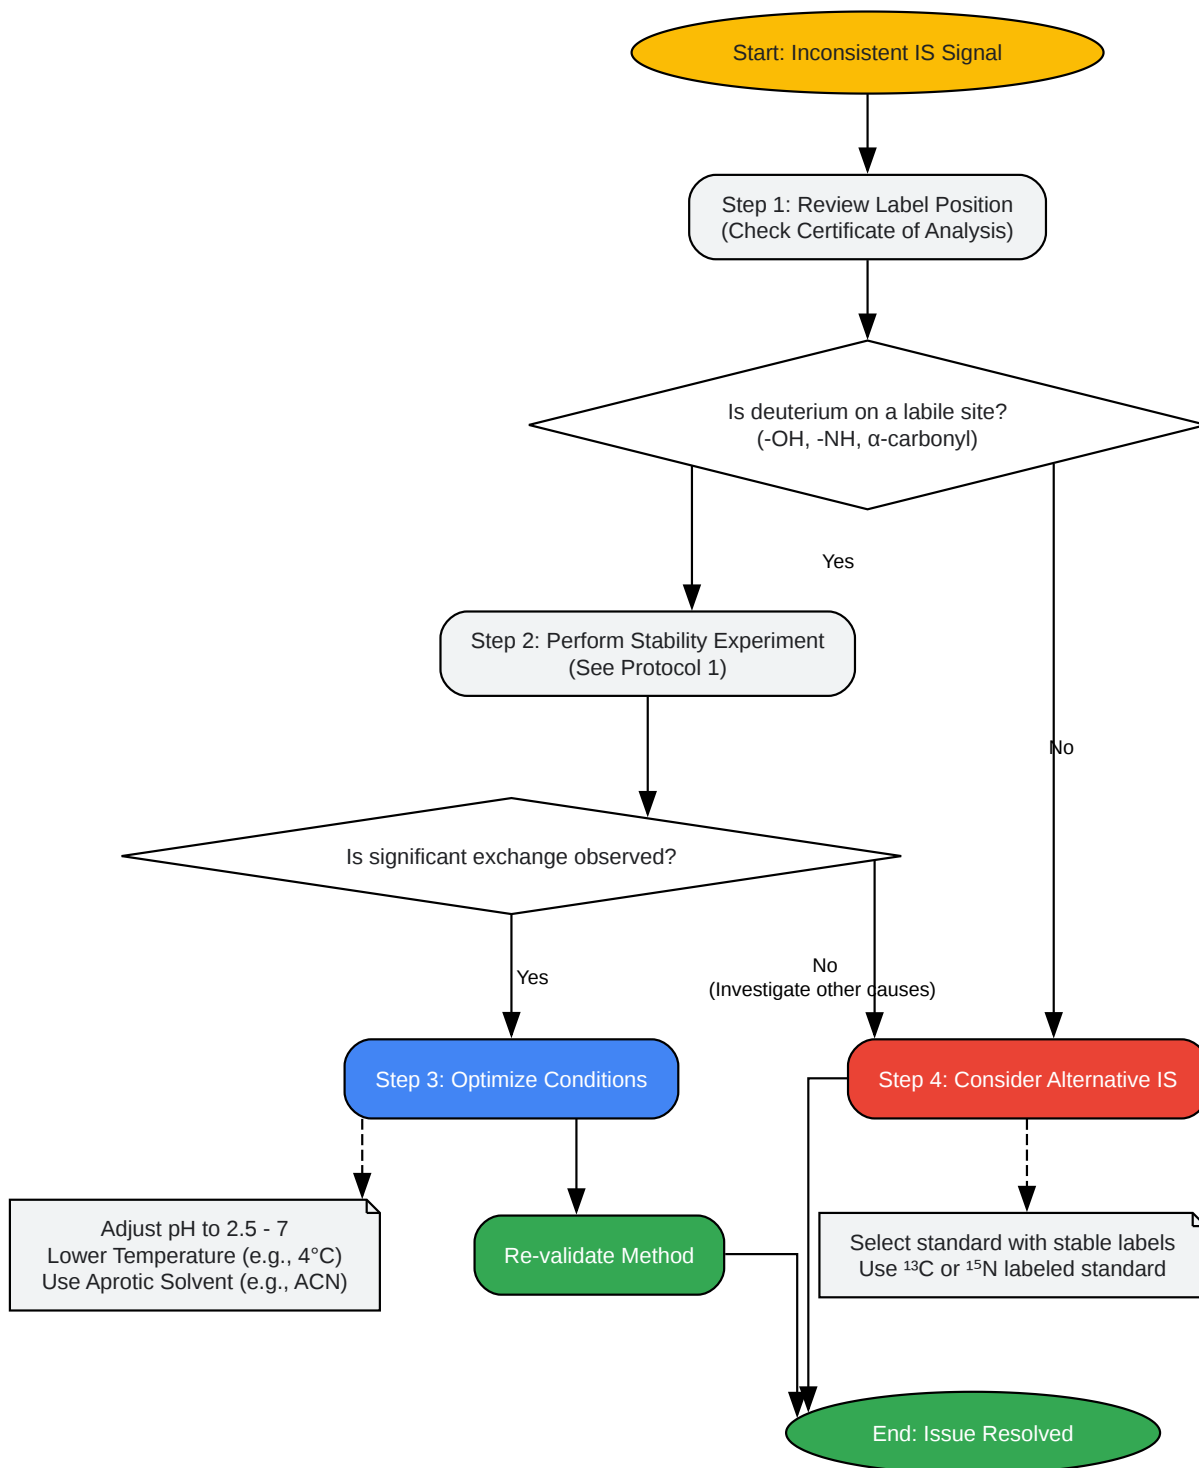 Start: Inconsistent IS Signal
Step 1: Review Label Position
(Check Certificate of Analysis)
Is deuterium on a labile site?
(-OH, -NH, α-carbonyl)
Yes
Step 2: Perform Stability Experiment
(See Protocol 1)
No
Is significant exchange observed?
Yes
No
(Investigate other causes)
Step 3: Optimize Conditions
Step 4: Consider Alternative IS
Adjust pH to 2.5 - 7
Lower Temperature (e.g., 4°C)
Use Aprotic Solvent (e.g., ACN)
Re-validate Method
Select standard with stable labels
Use ¹³C or ¹⁵N labeled standard
End: Issue Resolved